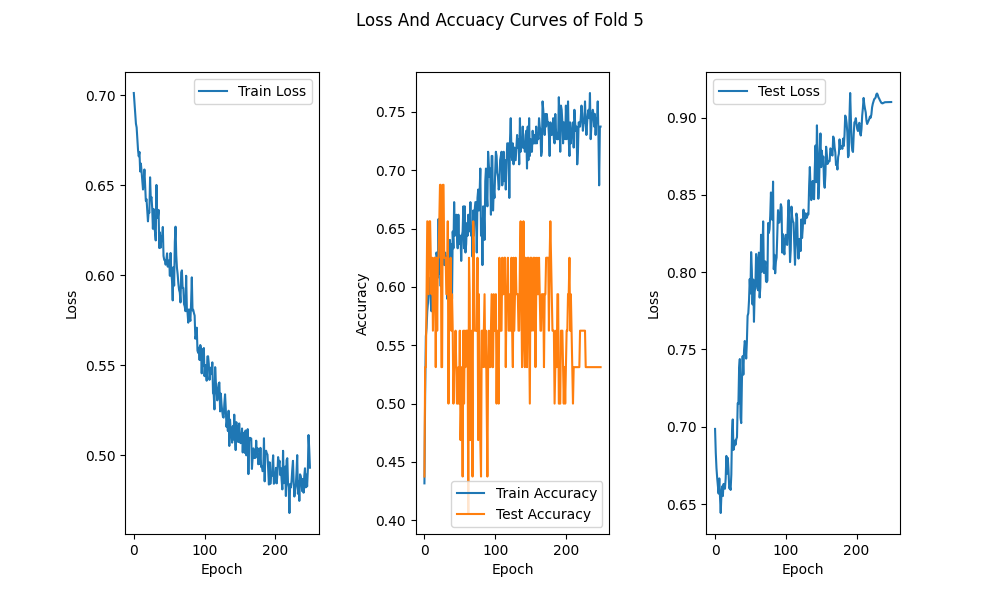 Loss And Accuacy Curves of Fold 5
0.70
0.65
0.60
0.55
0.50
Loss
0
100
200
Epoch
Train Loss
0.75
0.70
0.65
0.60
0.55
0.50
0.45
0.40
Accuracy
0
100
200
Epoch
Train Accuracy
Test Accuracy
0.90
0.85
0.80
0.75
0.70
0.65
Loss
0
100
200
Epoch
Test Loss